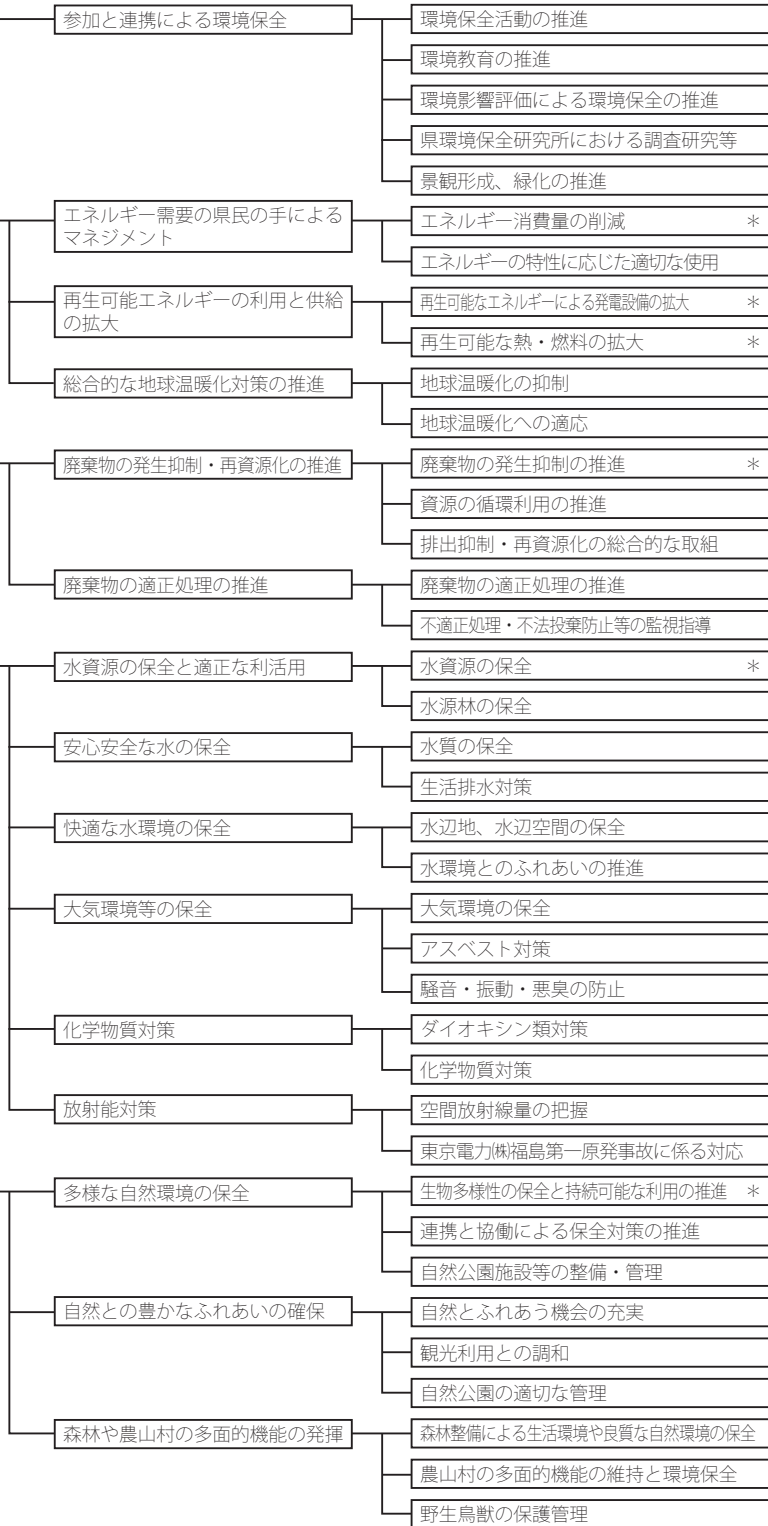 参加と連携による環境保全
環境保全活動の推進
環境教育の推進
環境影響評価による環境保全の推進
県環境保全研究所における調査研究等
景観形成、緑化の推進
エネルギー需要の県民の手による
マネジメント
エネルギー消費量の削減 ＊
エネルギーの特性に応じた適切な使用
再生可能エネルギーの利用と供給
の拡大
再生可能なエネルギーによる発電設備の拡大 ＊
再生可能な熱・燃料の拡大 ＊
総合的な地球温暖化対策の推進
地球温暖化の抑制
地球温暖化への適応
廃棄物の発生抑制・再資源化の推進
廃棄物の発生抑制の推進 ＊
資源の循環利用の推進
排出抑制・再資源化の総合的な取組
廃棄物の適正処理の推進
廃棄物の適正処理の推進
不適正処理・不法投棄防止等の監視指導
水資源の保全と適正な利活用
水資源の保全 ＊
水源林の保全
安心安全な水の保全
水質の保全
生活排水対策
快適な水環境の保全
水辺地、水辺空間の保全
水環境とのふれあいの推進
大気環境等の保全
大気環境の保全
アスベスト対策
騒音・振動・悪臭の防止
化学物質対策
ダイオキシン類対策
化学物質対策
放射能対策
空間放射線量の把握
東京電力㈱福島第一原発事故に係る対応
多様な自然環境の保全
生物多様性の保全と持続可能な利用の推進 ＊
連携と協働による保全対策の推進
自然公園施設等の整備・管理
自然との豊かなふれあいの確保
自然とふれあう機会の充実
観光利用との調和
自然公園の適切な管理
森林や農山村の多面的機能の発揮
森林整備による生活環境や良質な自然環境の保全
農山村の多面的機能の維持と環境保全
野生鳥獣の保護管理